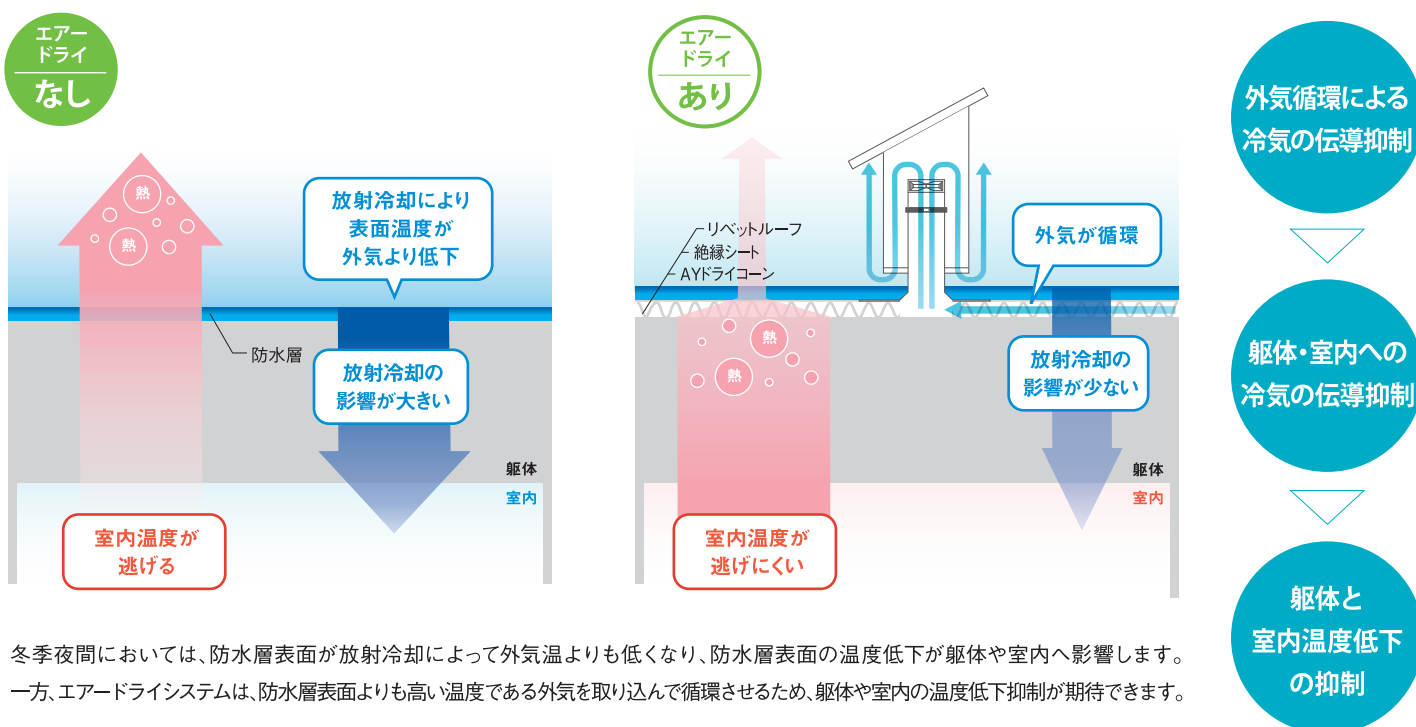 エアー
ドライ
なし
熱
熱
放射冷却により
表面温度が
外気より低下
防水層
放射冷却の
影響が大きい
躯体
室内
室内温度が
逃げる
エアー
ドライ
あり
リベットルーフ
絶縁シート
AYドライコーン
外気が循環
熱
熱
放射冷却の
影響が少ない
躯体
室内
室内温度が
逃げにくい
外気循環による
冷気の伝導抑制
躯体・室内への
冷気の伝導抑制
躯体と
室内温度低下
の抑制
冬季夜間においては、防水層表面が放射冷却によって外気温よりも低くなり、防水層表面の温度低下が躯体や室内へ影響します。
一方、エアードライシステムは、防水層表面よりも高い温度である外気を取り込んで循環させるため、躯体や室内の温度低下抑制が期待できます。